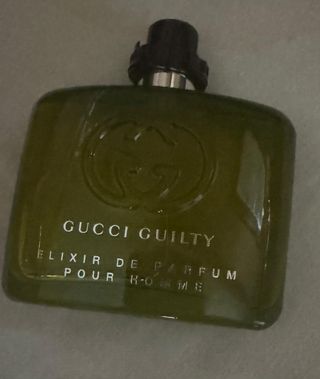 GUCCI GUILTY
ELIXIR DE PARFUM
POUR HOMME